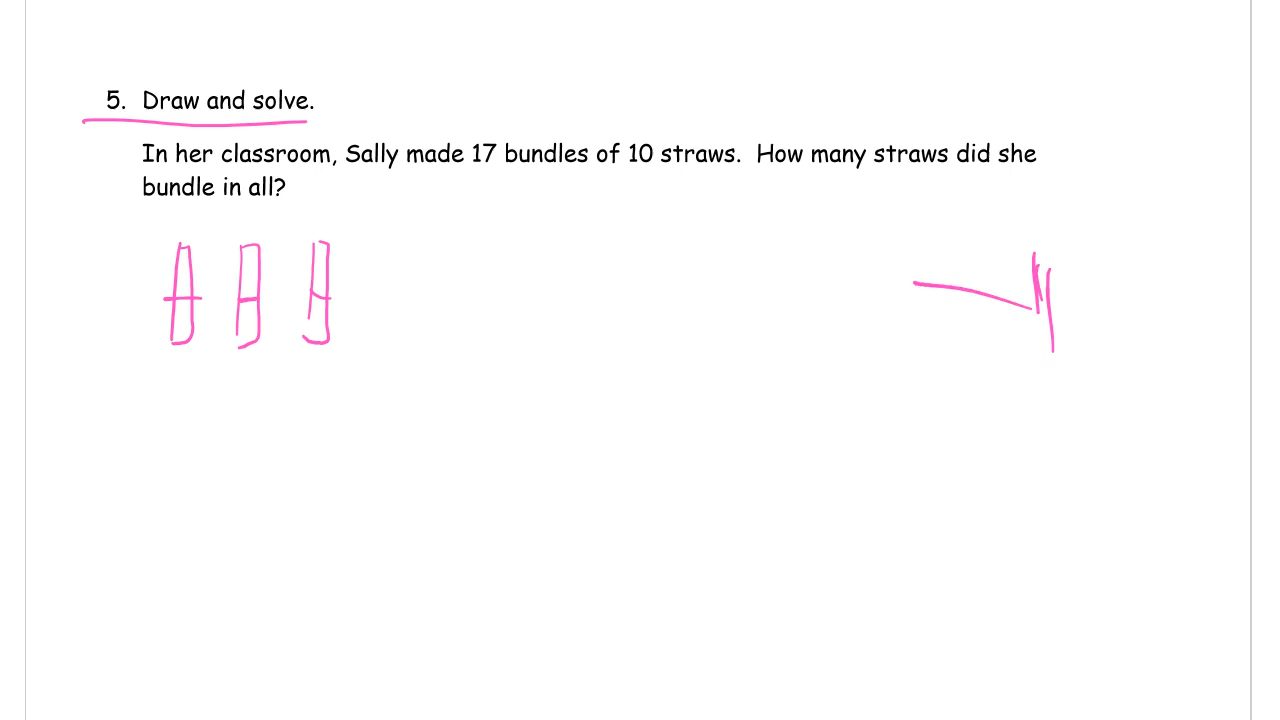 5. Draw and solve.
In her classroom, Sally made 17 bundles of 10 straws. How many straws did she
bundle in all?